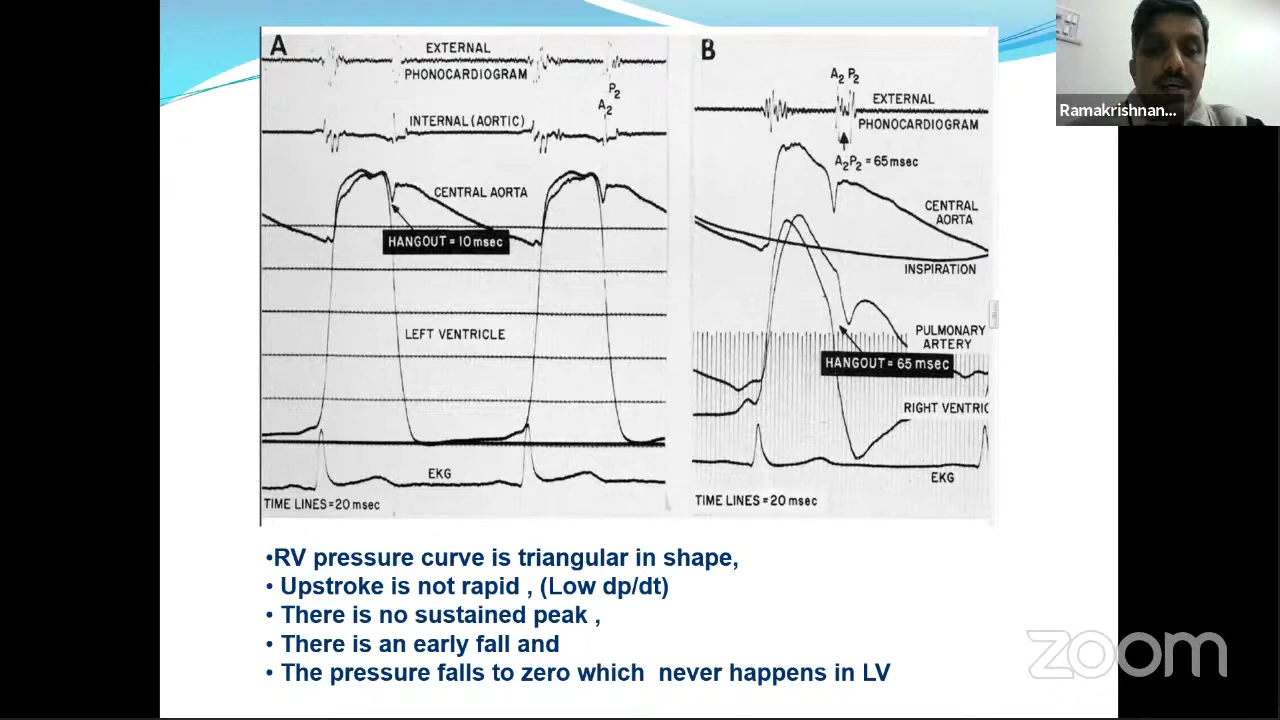 A
EXTERNAL
PHONOCARDIOGRAM
P2
A2
INTERNAL (AORTIC)
CENTRAL AORTA
HANGOUT = 10 msec
LEFT VENTRICLE
EKG
TIME LINES = 20 msec
B
A2 P2
EXTERNAL
PHONOCARDIOGRAM
A2P2 = 65 msec
CENTRAL
AORTA
INSPIRATION
PULMONARY
ARTERY
HANGOUT = 65 msec
RIGHT VENTRIC
EKG
TIME LINES = 20 msec
Ramakrishnan...
•RV pressure curve is triangular in shape,
• Upstroke is not rapid , (Low dp/dt)
• There is no sustained peak ,
• There is an early fall and
• The pressure falls to zero which never happens in LV
zoom